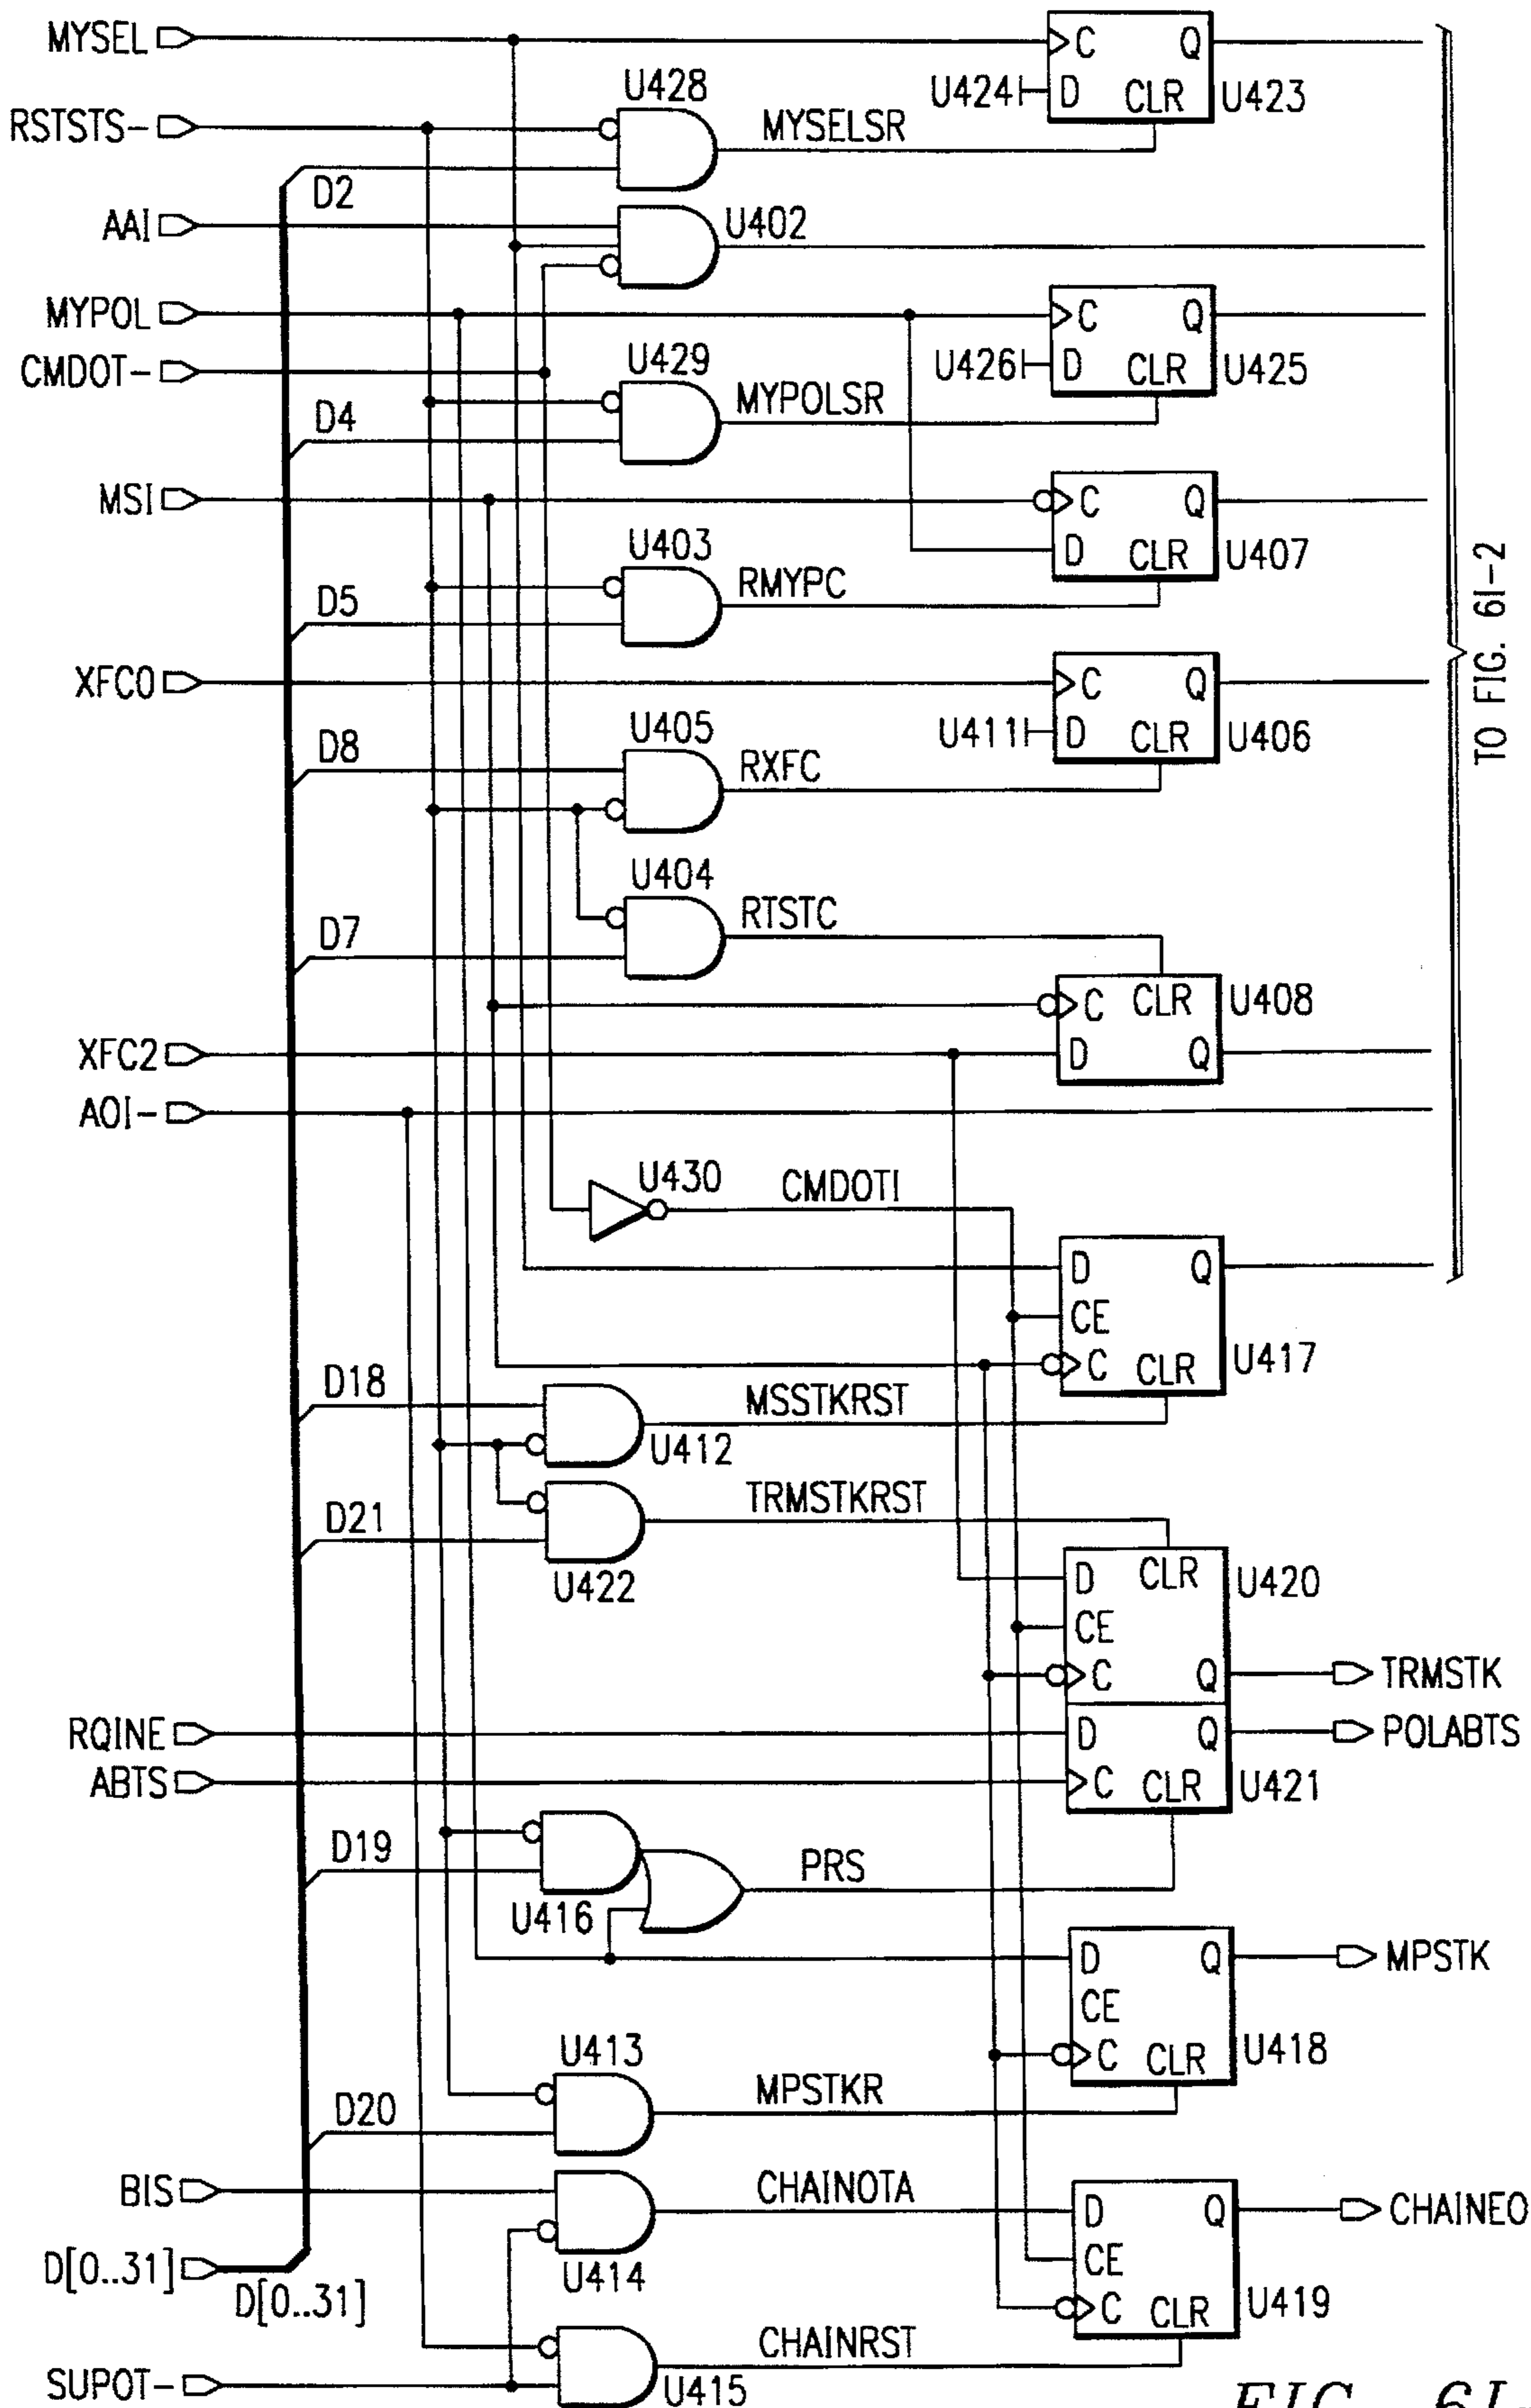 MYSEL
C Q
U424 D CLR U423
U428
RSTSTS-
MYSELSR
D2
AAI
U402
MYPOL
C Q
U426 D CLR U425
CMDOT-
U429
MYPOLSR
D4
MSI
C Q
D CLR U407
U403
RMYPC
D5
TO FIG. 6I-2
XFC0
C Q
U411 D CLR U406
U405
D8
RXFC
U404
RTSTC
D7
C CLR U408
XFC2
D Q
AOI-
U430
CMDOTI
D Q
CE
C CLR U417
D18
MSSTKRST
U412
TRMSTKRST
D21
U422
D CLR U420
CE
C Q TRMSTK
RQINE
D Q POLABTS
ABTS
C CLR U421
D19
PRS
U416
D Q MPSTK
CE
C CLR U418
U413
MPSTKR
D20
BIS
CHAINOTA
D Q CHAINEO
U414
CE
D[0..31]
D[0..31]
C CLR U419
CHAINRST
SUPOT-
U415
FIG. 6I-